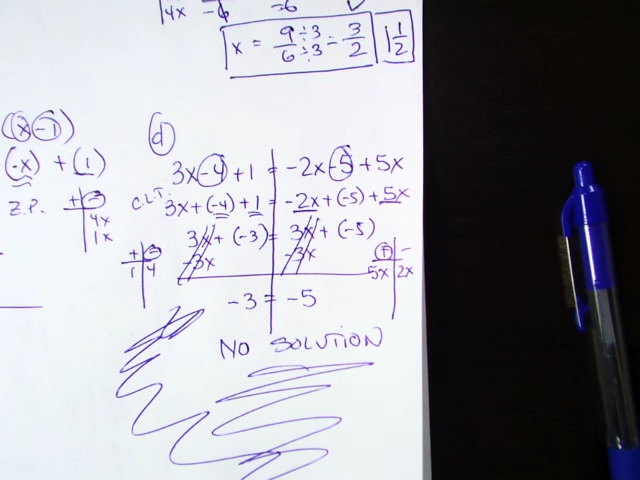 4x -6 =6
x = 9÷3 / 6÷3 = 3/2 1 1/2
(x-1)
(-x) + (1)
Z.P.
+ -
4x
1x
d)
3x-4+1 = -2x-5+5x
C.L.T. 3x+(-4)+1 = -2x+(-5)+5x
3x+(-3) = 3x+(-5)
-3x -3x
+ -
1 4
+ -
5x 2x
-3 = -5
NO SOLUTION